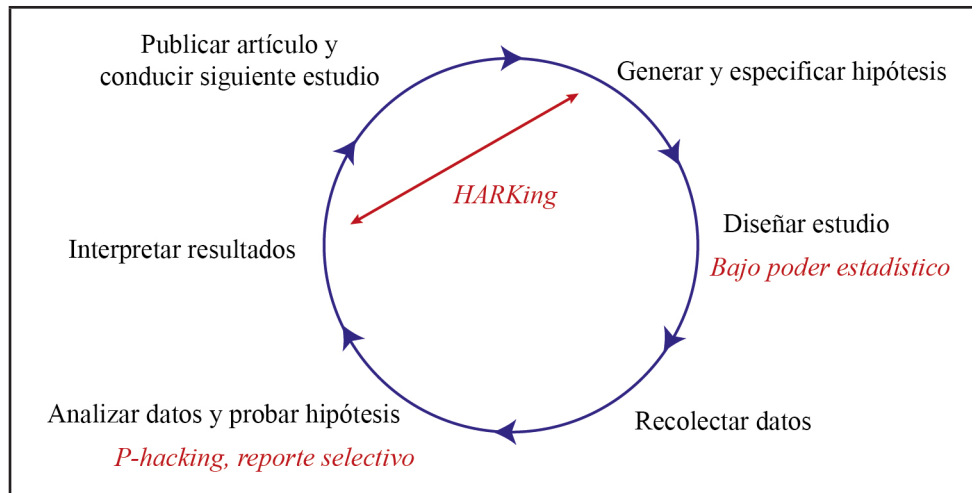 Publicar artículo y
conducir siguiente estudio
Generar y especificar hipótesis
HARKing
Diseñar estudio
Bajo poder estadístico
Interpretar resultados
Analizar datos y probar hipótesis
P-hacking, reporte selectivo
Recolectar datos